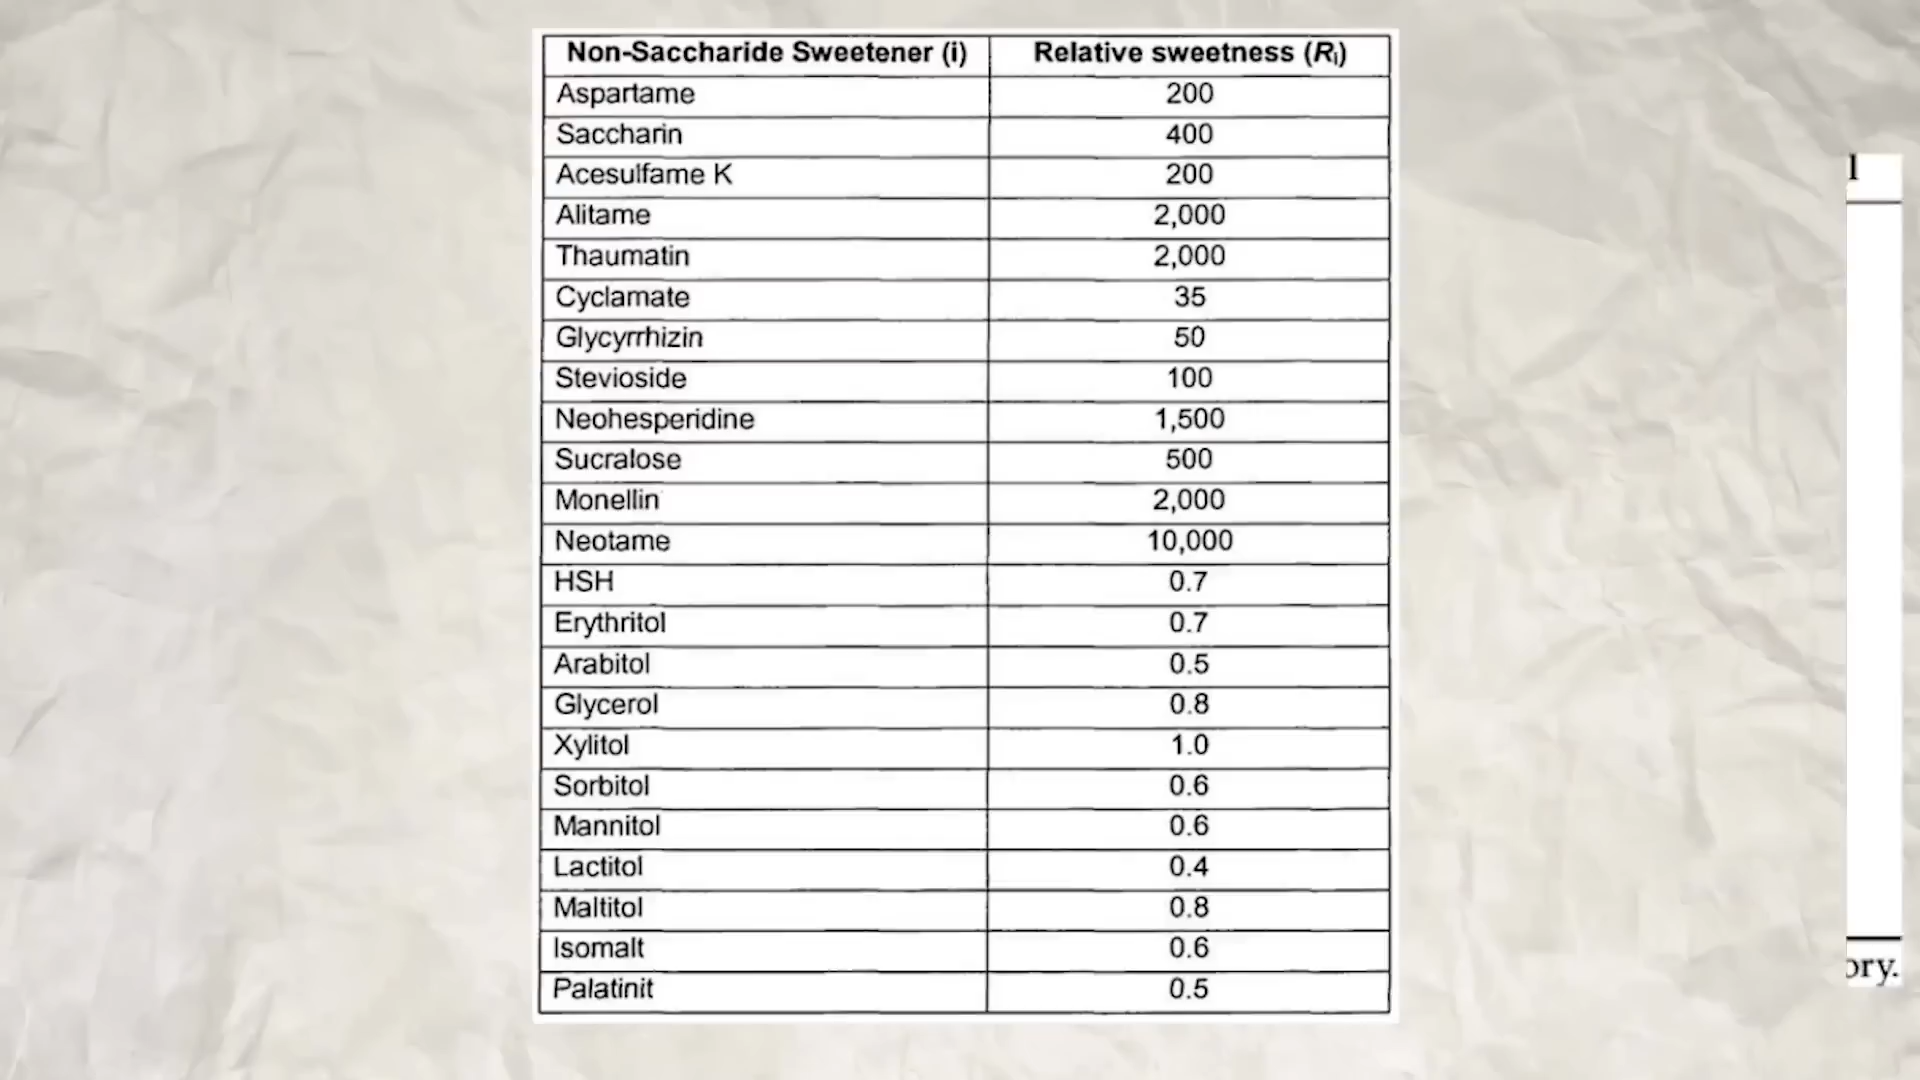 Non-Saccharide Sweetener (i) Relative sweetness (Ri)
Aspartame 200
Saccharin 400
Acesulfame K 200
Alitame 2,000
Thaumatin 2,000
Cyclamate 35
Glycyrrhizin 50
Stevioside 100
Neohesperidine 1,500
Sucralose 500
Monellin 2,000
Neotame 10,000
HSH 0.7
Erythritol 0.7
Arabitol 0.5
Glycerol 0.8
Xylitol 1.0
Sorbitol 0.6
Mannitol 0.6
Lactitol 0.4
Maltitol 0.8
Isomalt 0.6
Palatinit 0.5
ory.